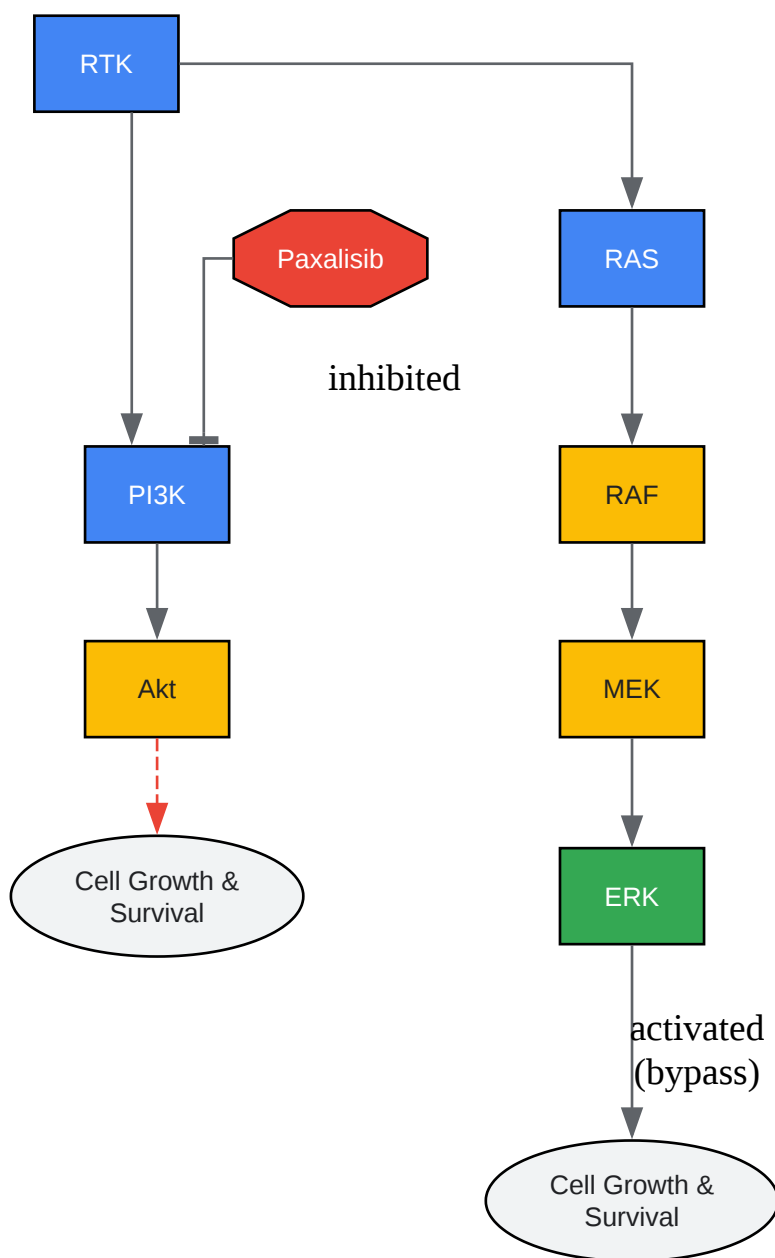 RTK
Paxalisib
RAS
inhibited
PI3K
RAF
Akt
MEK
Cell Growth &
Survival
ERK
activated
(bypass)
Cell Growth &
Survival